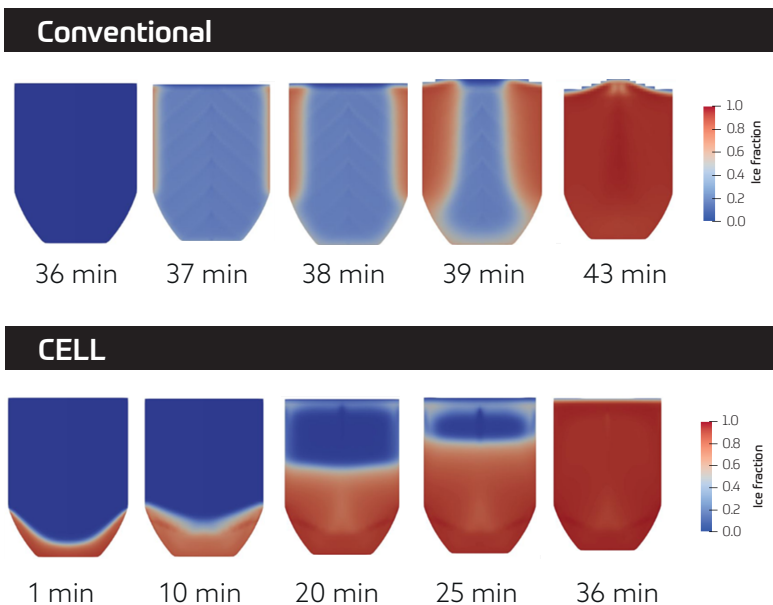 Conventional
1.0
0.8
0.6
0.4
0.2
0.0
Ice fraction
36 min
37 min
38 min
39 min
43 min
CELL
1.0
0.8
0.6
0.4
0.2
0.0
Ice fraction
1 min
10 min
20 min
25 min
36 min